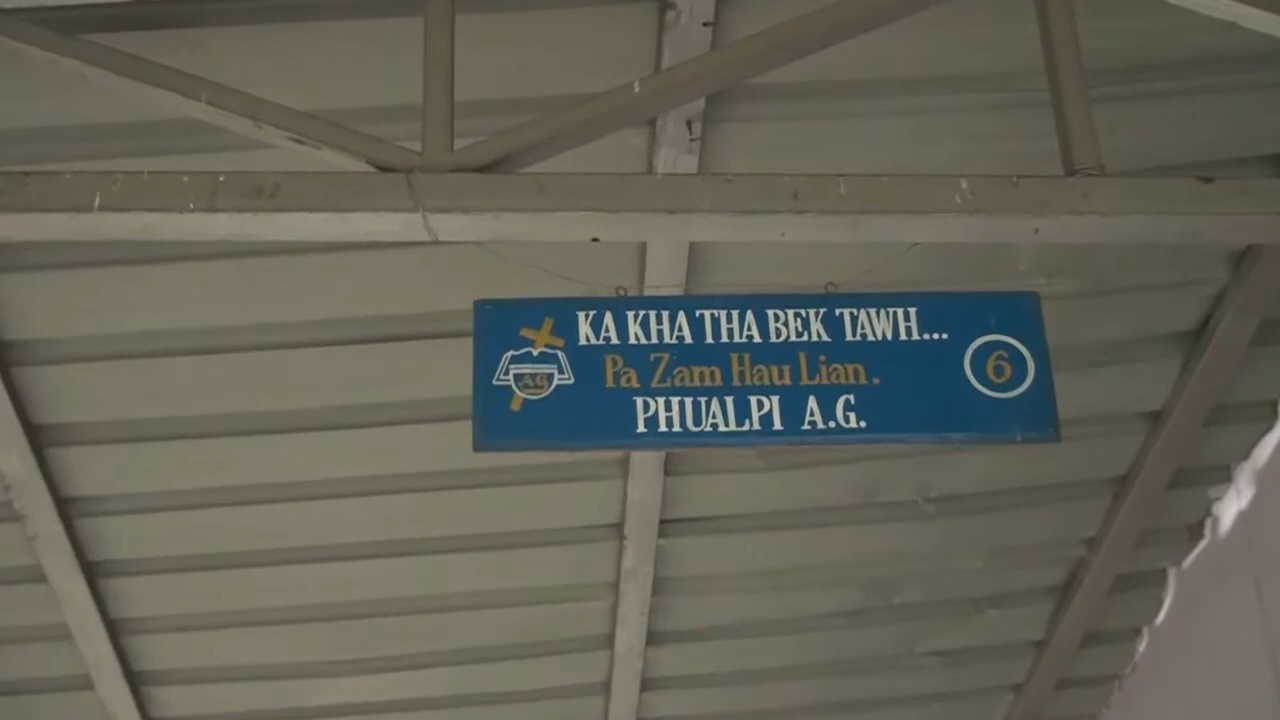 KA KHA THA BEK TAWH...
Pa Zam Hau Lian.
PHUALPI A.G.
6
A.G